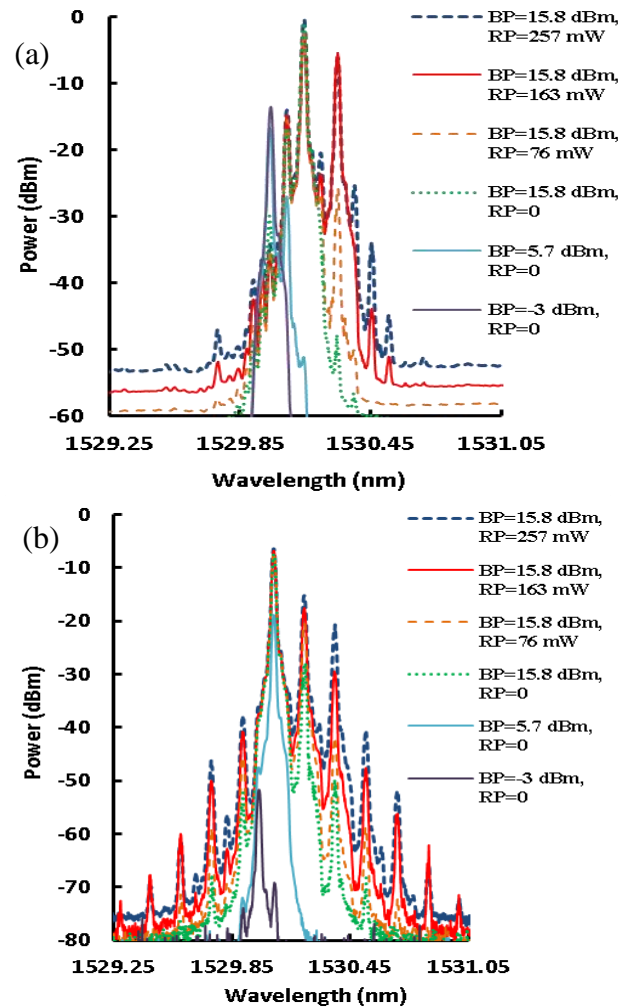 (a)
0
-10
-20
-30
-40
-50
-60
Power (dBm)
1529.25 1529.85 1530.45 1531.05
Wavelength (nm)
BP=15.8 dBm,
RP=257 mW
BP=15.8 dBm,
RP=163 mW
BP=15.8 dBm,
RP=76 mW
BP=15.8 dBm,
RP=0
BP=5.7 dBm,
RP=0
BP=-3 dBm,
RP=0
(b)
0
-10
-20
-30
-40
-50
-60
-70
-80
Power (dBm)
1529.25 1529.85 1530.45 1531.05
Wavelength (nm)
BP=15.8 dBm,
RP=257 mW
BP=15.8 dBm,
RP=163 mW
BP=15.8 dBm,
RP=76 mW
BP=15.8 dBm,
RP=0
BP=5.7 dBm,
RP=0
BP=-3 dBm,
RP=0